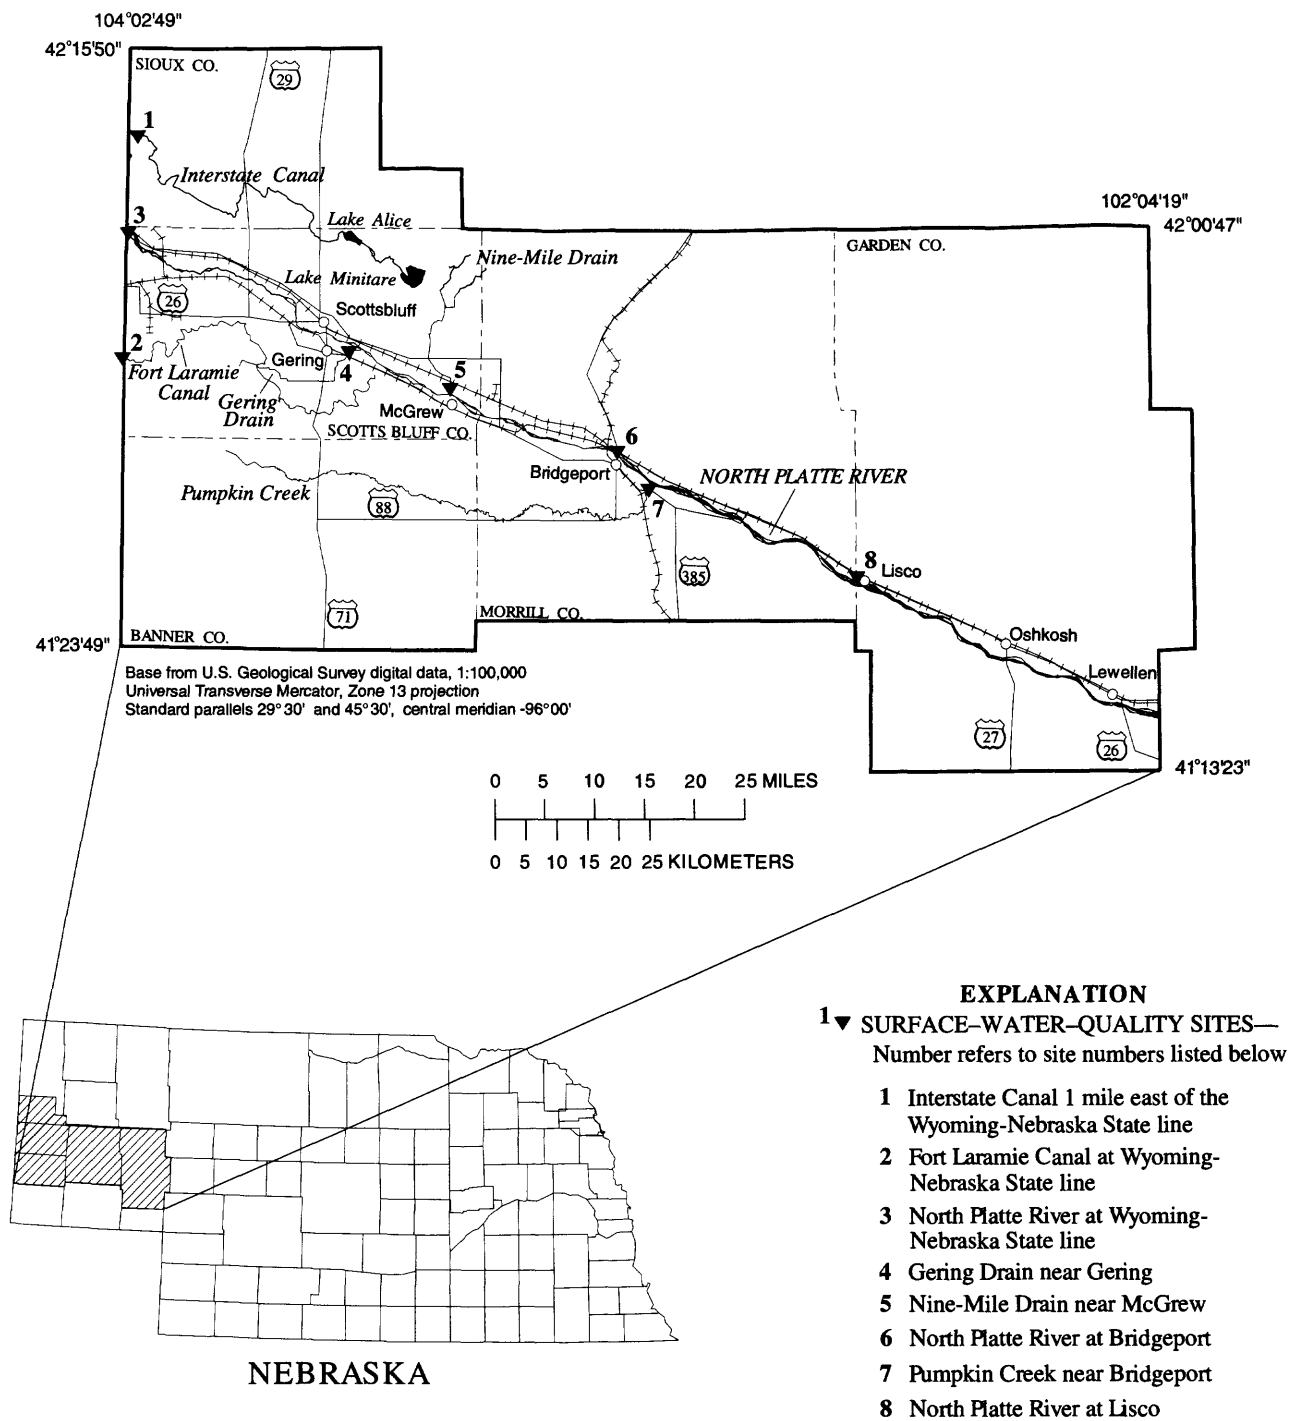 104°02'49"
42°15'50"
SIOUX CO.
29
1
Interstate Canal
102°04'19"
42°00'47"
3
Lake Alice
GARDEN CO.
Nine-Mile Drain
Lake Minitare
26
Scottsbluff
2
Gering
4
5
Fort Laramie
Canal
Gering
Drain
McGrew
SCOTTS BLUFF CO.
6
Bridgeport
NORTH PLATTE RIVER
Pumpkin Creek
88
7
8
Lisco
385
71
MORRILL CO.
BANNER CO.
41°23'49"
Oshkosh
Lewellen
27
26
41°13'23"
Base from U.S. Geological Survey digital data, 1:100,000
Universal Transverse Mercator, Zone 13 projection
Standard parallels 29°30' and 45°30', central meridian -96°00'
0 5 10 15 20 25 MILES
0 5 10 15 20 25 KILOMETERS
EXPLANATION
1 SURFACE–WATER–QUALITY SITES—
Number refers to site numbers listed below
1 Interstate Canal 1 mile east of the
Wyoming-Nebraska State line
2 Fort Laramie Canal at Wyoming-
Nebraska State line
3 North Platte River at Wyoming-
Nebraska State line
4 Gering Drain near Gering
5 Nine-Mile Drain near McGrew
6 North Platte River at Bridgeport
7 Pumpkin Creek near Bridgeport
8 North Platte River at Lisco
NEBRASKA